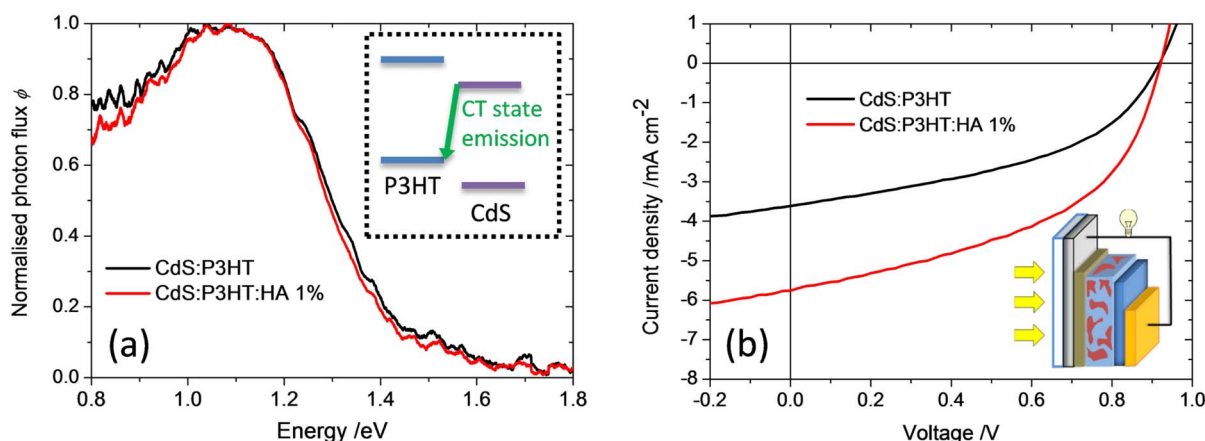 Normalised photon flux ϕ
1.0
0.8
0.6
0.4
0.2
0.0
CT state
emission
P3HT
CdS
CdS:P3HT
CdS:P3HT:HA 1%
(a)
0.8 1.0 1.2 1.4 1.6 1.8
Energy /eV
Current density /mA cm⁻²
1
0
-1
-2
-3
-4
-5
-6
-7
-8
CdS:P3HT
CdS:P3HT:HA 1%
(b)
-0.2 0.0 0.2 0.4 0.6 0.8 1.0
Voltage /V